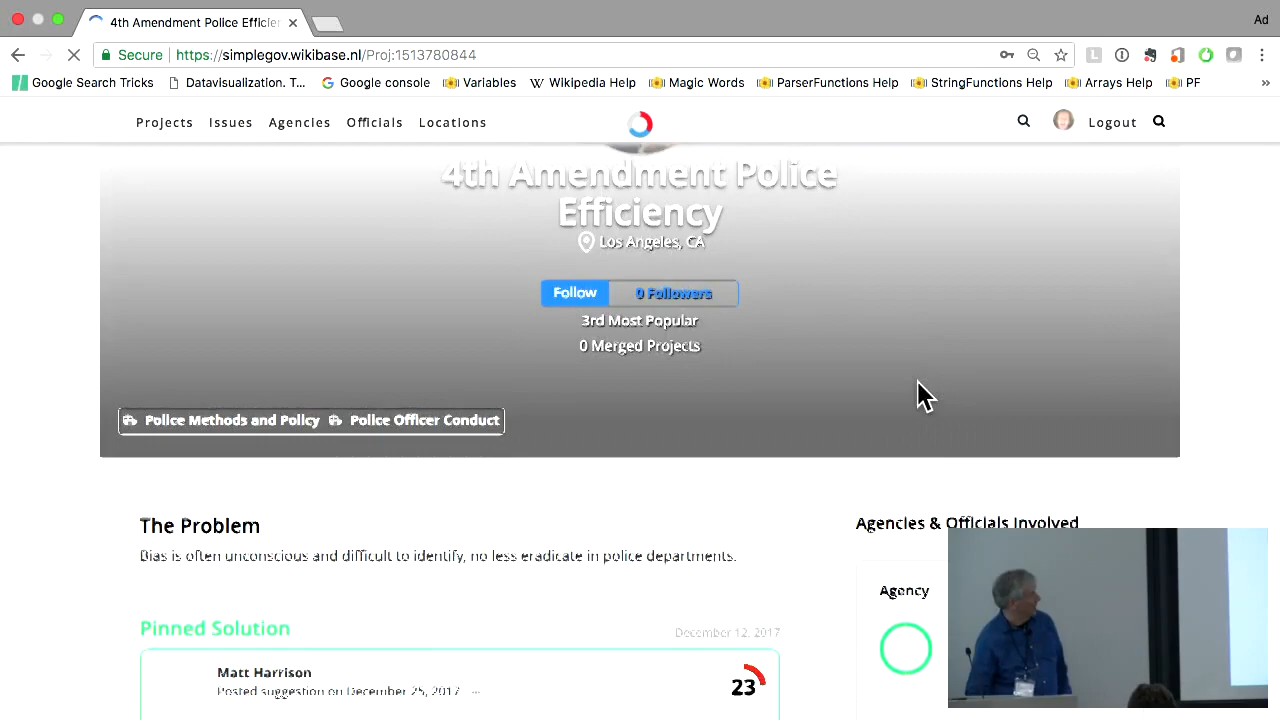 4th Amendment Police Efficien
Ad
Secure https://simplegov.wikibase.nl/Proj:1513780844
Google Search Tricks Datavisualization. T... Google console Variables Wikipedia Help Magic Words ParserFunctions Help StringFunctions Help Arrays Help PF »
Projects Issues Agencies Officials Locations Logout
4th Amendment Police
Efficiency
Los Angeles, CA
Follow 0 Followers
3rd Most Popular
0 Merged Projects
Police Methods and Policy Police Officer Conduct
The Problem
Bias is often unconscious and difficult to identify, no less eradicate in police departments.
Agencies & Officials Involved
Agency
Pinned Solution December 12, 2017
Matt Harrison
Posted suggestion on December 25, 2017 ...
23